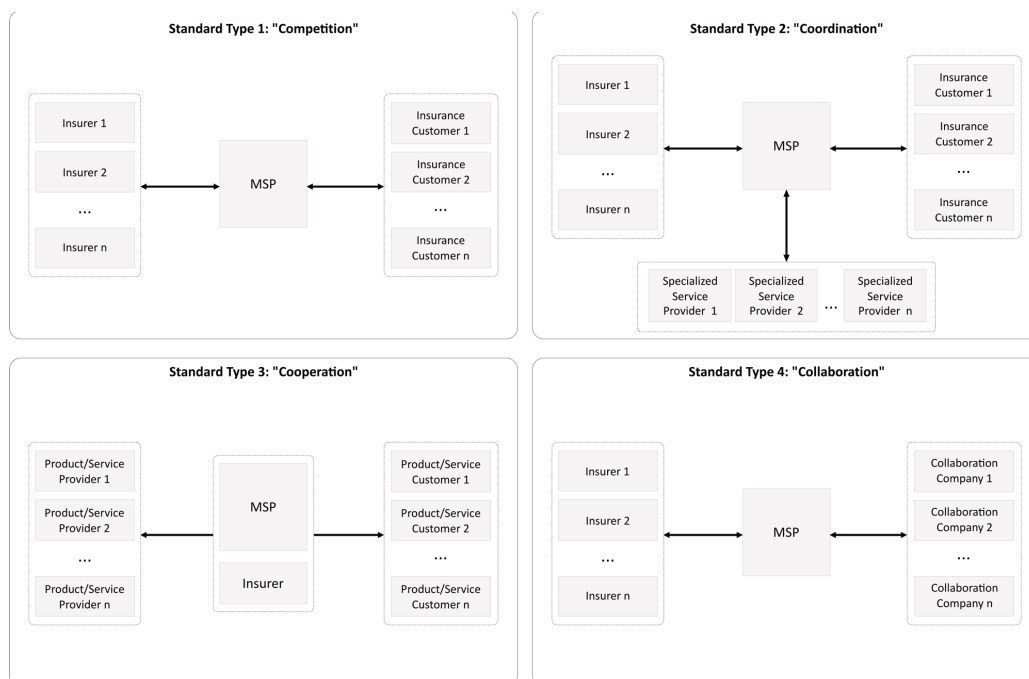 Standard Type 1: "Competition"
Insurer 1
Insurer 2
...
Insurer n
MSP
Insurance
Customer 1
Insurance
Customer 2
...
Insurance
Customer n
Standard Type 2: "Coordination"
Insurer 1
Insurer 2
...
Insurer n
MSP
Insurance
Customer 1
Insurance
Customer 2
...
Insurance
Customer n
Specialized
Service
Provider 1
Specialized
Service
Provider 2
...
Specialized
Service
Provider n
Standard Type 3: "Cooperation"
Product/Service
Provider 1
Product/Service
Provider 2
...
Product/Service
Provider n
MSP
Insurer
Product/Service
Customer 1
Product/Service
Customer 2
...
Product/Service
Customer n
Standard Type 4: "Collaboration"
Insurer 1
Insurer 2
...
Insurer n
MSP
Collaboration
Company 1
Collaboration
Company 2
...
Collaboration
Company n